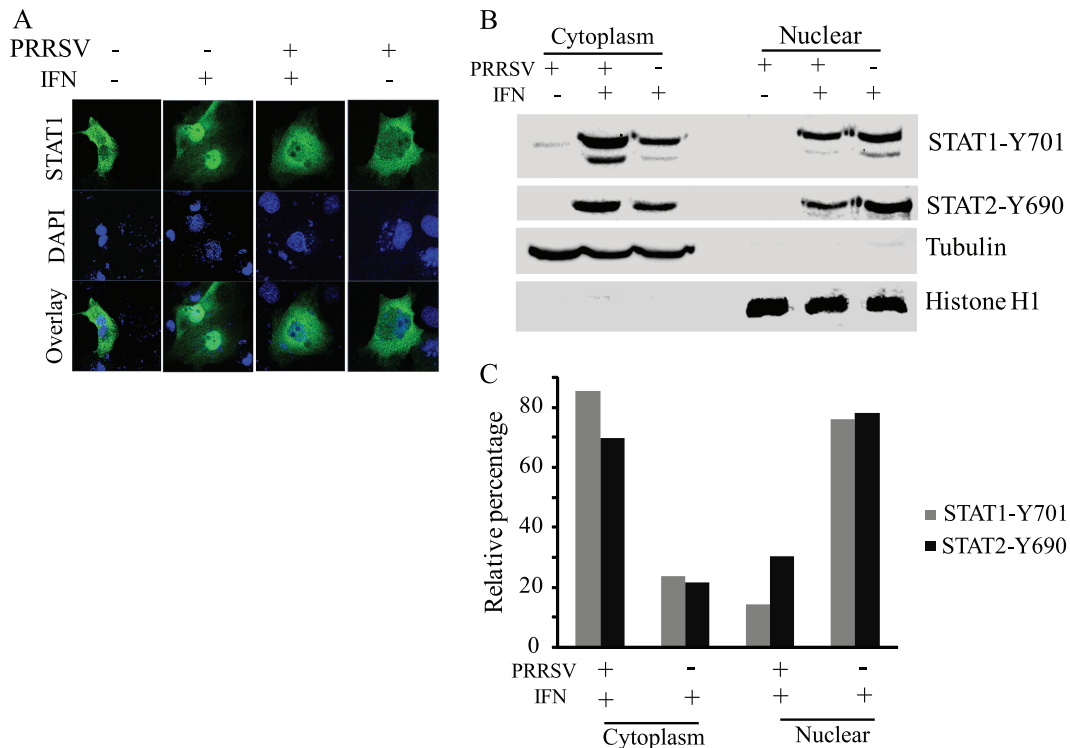 A
PRRSV - - + +
IFN - + + -
STAT1
DAPI
Overlay
B
Cytoplasm Nuclear
PRRSV + + - + + -
IFN - + + - + +
STAT1-Y701
STAT2-Y690
Tubulin
Histone H1
C
Relative percentage
80
60
40
20
0
STAT1-Y701
STAT2-Y690
PRRSV + - + -
IFN + + + +
Cytoplasm Nuclear